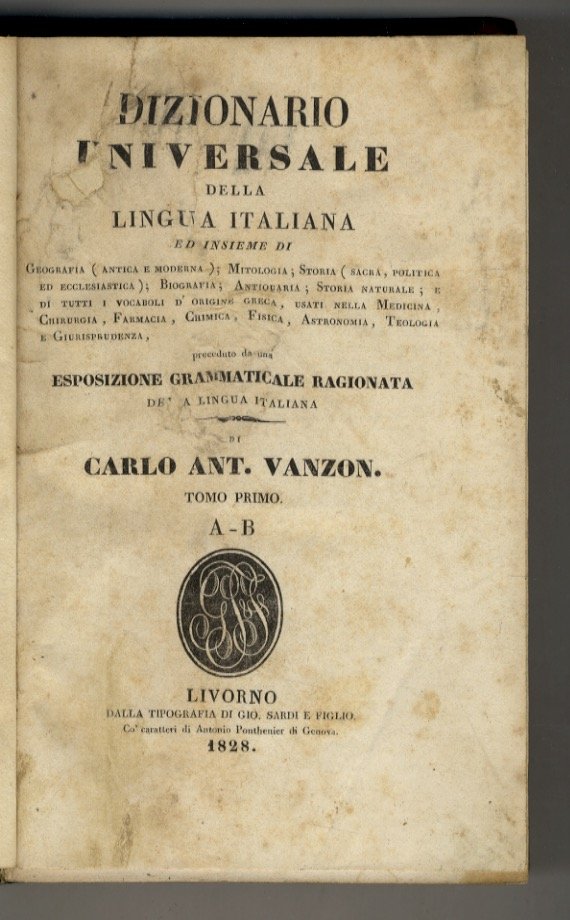 DIZIONARIO
UNIVERSALE
DELLA
LINGUA ITALIANA
ED INSIEME DI
GEOGRAFIA ( ANTICA E MODERNA ); MITOLOGIA; STORIA ( SACRA, POLITICA
ED ECCLESIASTICA ); BIOGRAFIA; ANTIQUARIA; STORIA NATURALE; E
DI TUTTI I VOCABOLI D' ORIGINE GRECA, USATI NELLA MEDICINA,
CHIRURGIA, FARMACIA, CHIMICA, FISICA, ASTRONOMIA, TEOLOGIA
E GIURISPRUDENZA,
preceduto da una
ESPOSIZIONE GRAMMATICALE RAGIONATA
DE' A LINGUA ITALIANA
DI
CARLO ANT. VANZON.
TOMO PRIMO.
A-B
LIVORNO
DALLA TIPOGRAFIA DI GIO. SARDI E FIGLIO.
Co' caratteri di Antonio Ponthenier di Genova.
1828.